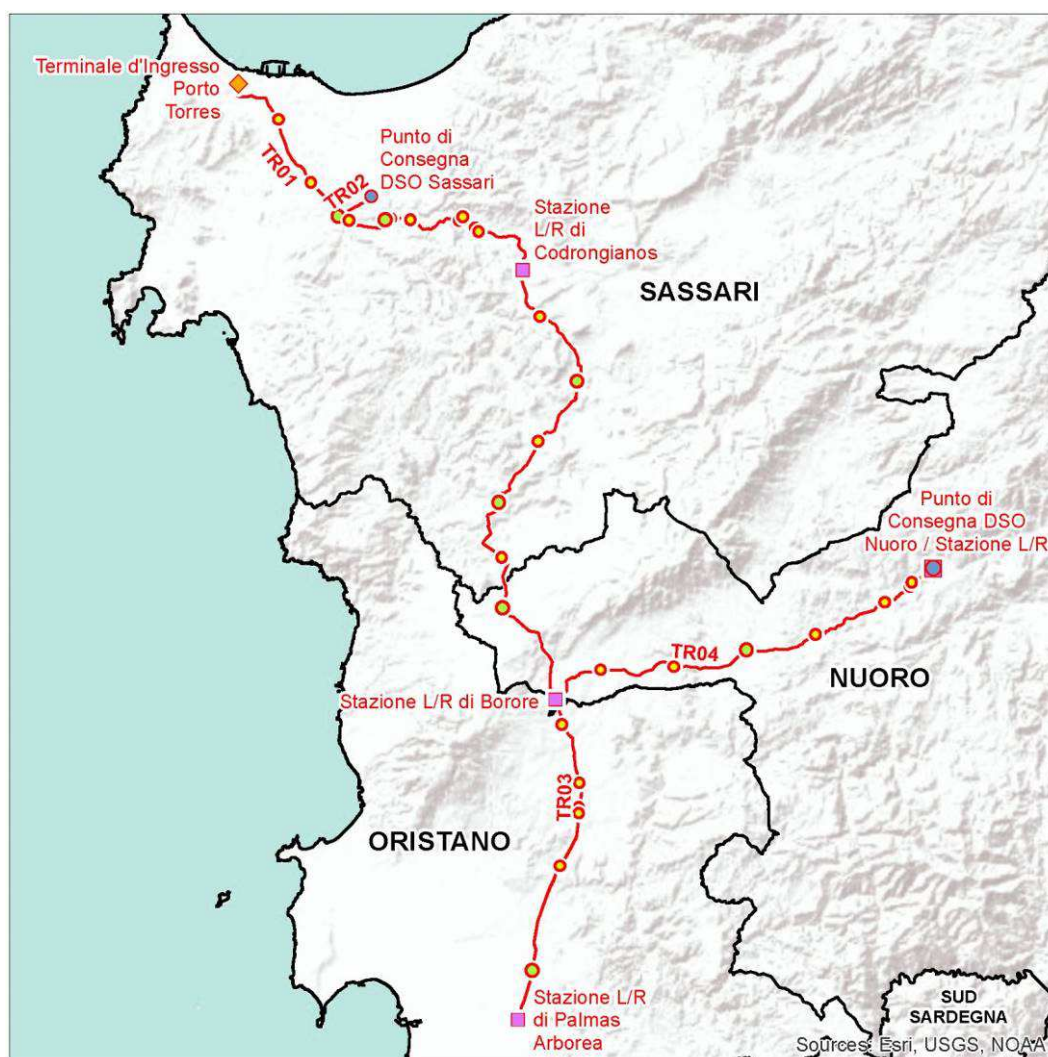 Terminale d'Ingresso
Porto
Torres
Punto di
Consegna
DSO Sassari
TR01
TR02
Stazione
L/R di
Codrongianos
SASSARI
Punto di
Consegna DSO
Nuoro / Stazione L/R
TR04
NUORO
Stazione L/R di Borore
TR03
ORISTANO
Stazione L/R
di Palmas
Arborea
SUD
SARDEGNA
Sources: Esri, USGS, NOAA